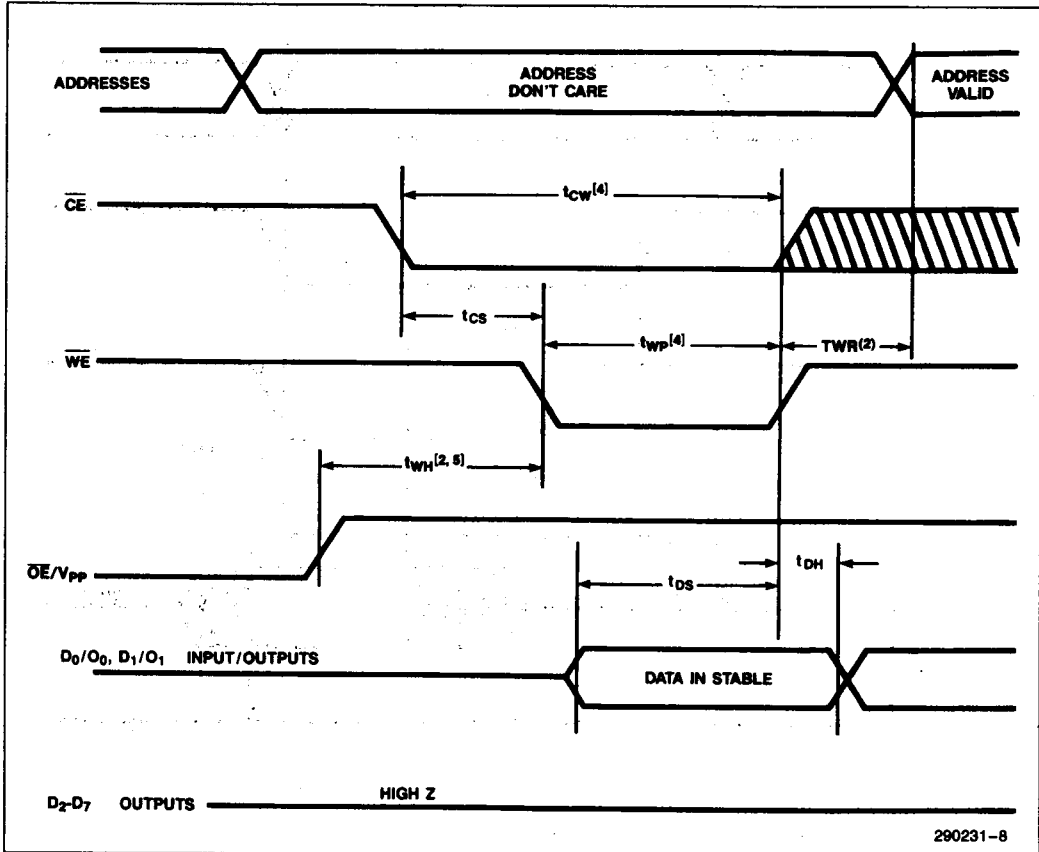 ADDRESSES
ADDRESS
DON'T CARE
ADDRESS
VALID
tCW[4]
CE
tCS
tWP[4]
TWR(2)
WE
tWH[2, 5]
OE/VPP
tDS
tDH
D0/O0, D1/O1 INPUT/OUTPUTS
DATA IN STABLE
D2-D7 OUTPUTS
HIGH Z
290231-8